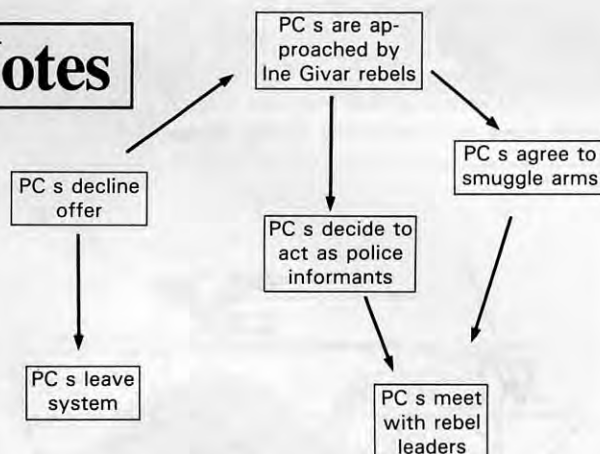 otes
PC s are ap-
proached by
Ine Givar rebels
PC s agree to
smuggle arms
PC s decline
offer
PC s decide to
act as police
informants
PC s leave
system
PC s meet
with rebel
leaders